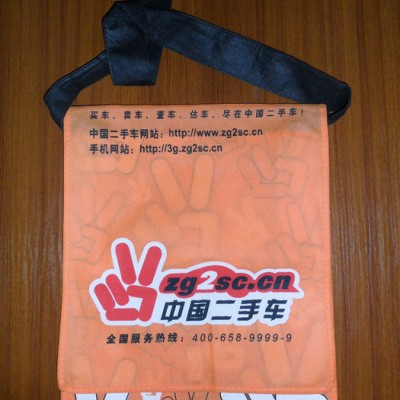 买车、卖车、查车、估车、尽在中国二手车！
中国二手车网站：http://www.zg2sc.cn
手机网站：http://3g.zg2sc.cn
zg2sc.cn
中国二手车
全国服务热线：400-658-9999-9